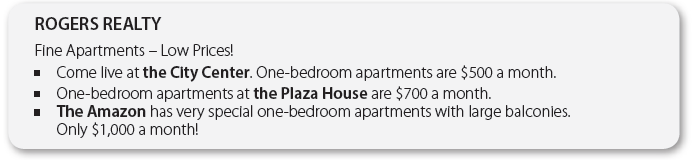 ROGERS REALTY
Fine Apartments – Low Prices!
▪ Come live at the City Center. One-bedroom apartments are $500 a month.
▪ One-bedroom apartments at the Plaza House are $700 a month.
▪ The Amazon has very special one-bedroom apartments with large balconies.
Only $1,000 a month!